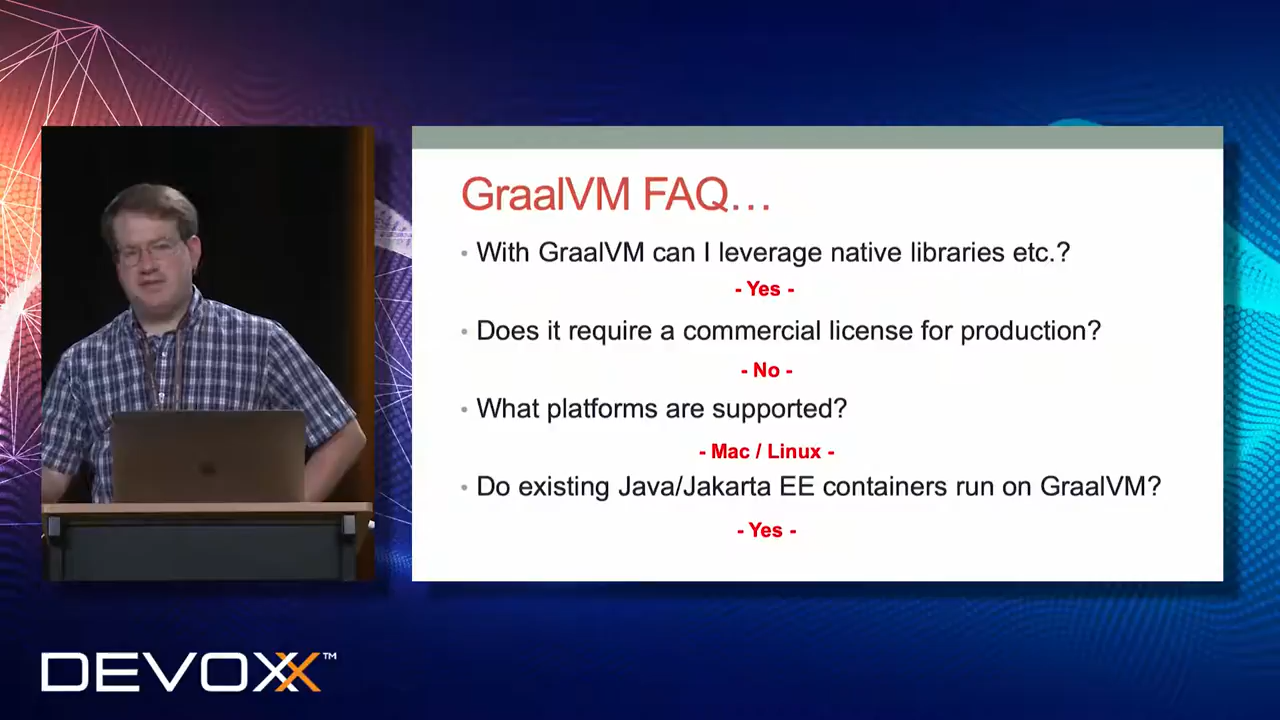 GraalVM FAQ…
• With GraalVM can I leverage native libraries etc.?
- Yes -
• Does it require a commercial license for production?
- No -
• What platforms are supported?
- Mac / Linux -
• Do existing Java/Jakarta EE containers run on GraalVM?
- Yes -
DEVOXX™